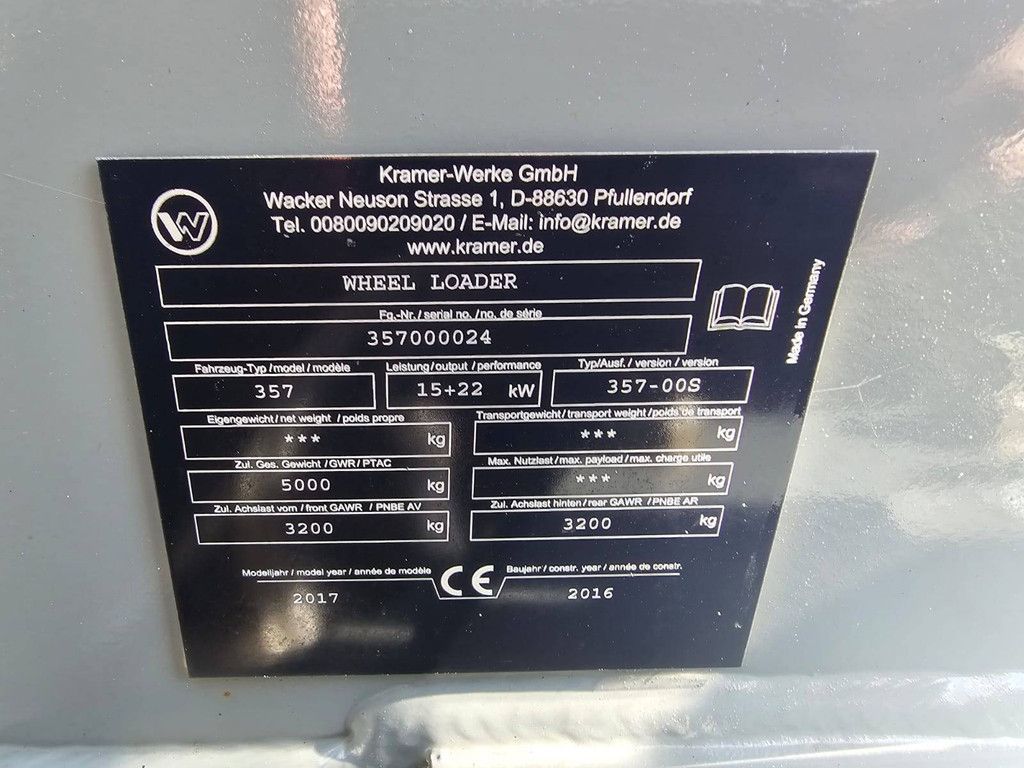 Kramer-Werke GmbH
Wacker Neuson Strasse 1, D-88630 Pfullendorf
Tel. 0080090209020 / E-Mail: info@kramer.de
www.kramer.de
W
WHEEL LOADER
Fg.-Nr. / serial no. / no. de série
357000024
Made in Germany
Fahrzeug-Typ / model / modèle Leistung / output / performance Typ/Ausf. / version / version
357 15+22 kW 357-00S
Eigengewicht / net weight / poids propre Transportgewicht / transport weight / poids de transport
*** kg *** kg
Zul. Ges. Gewicht / GWR / PTAC Max. Nutzlast / max. payload / max. charge utile
5000 kg *** kg
Zul. Achslast vorn / front GAWR / PNBE AV Zul. Achslast hinten / rear GAWR / PNBE AR
3200 kg 3200 kg
Modelljahr / model year / année de modèle CE Baujahr / constr. year / année de constr.
2017 2016